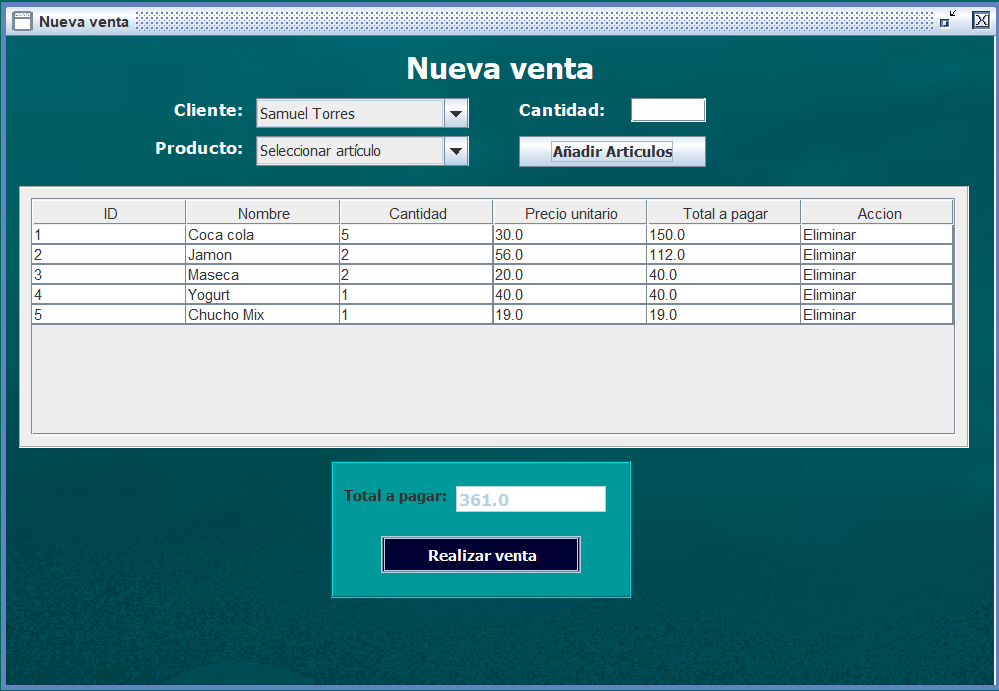 Nueva venta
Nueva venta
Cliente: Samuel Torres Cantidad:
Producto: Seleccionar artículo Añadir Articulos
ID Nombre Cantidad Precio unitario Total a pagar Accion
1 Coca cola 5 30.0 150.0 Eliminar
2 Jamon 2 56.0 112.0 Eliminar
3 Maseca 2 20.0 40.0 Eliminar
4 Yogurt 1 40.0 40.0 Eliminar
5 Chucho Mix 1 19.0 19.0 Eliminar
Total a pagar: 361.0
Realizar venta